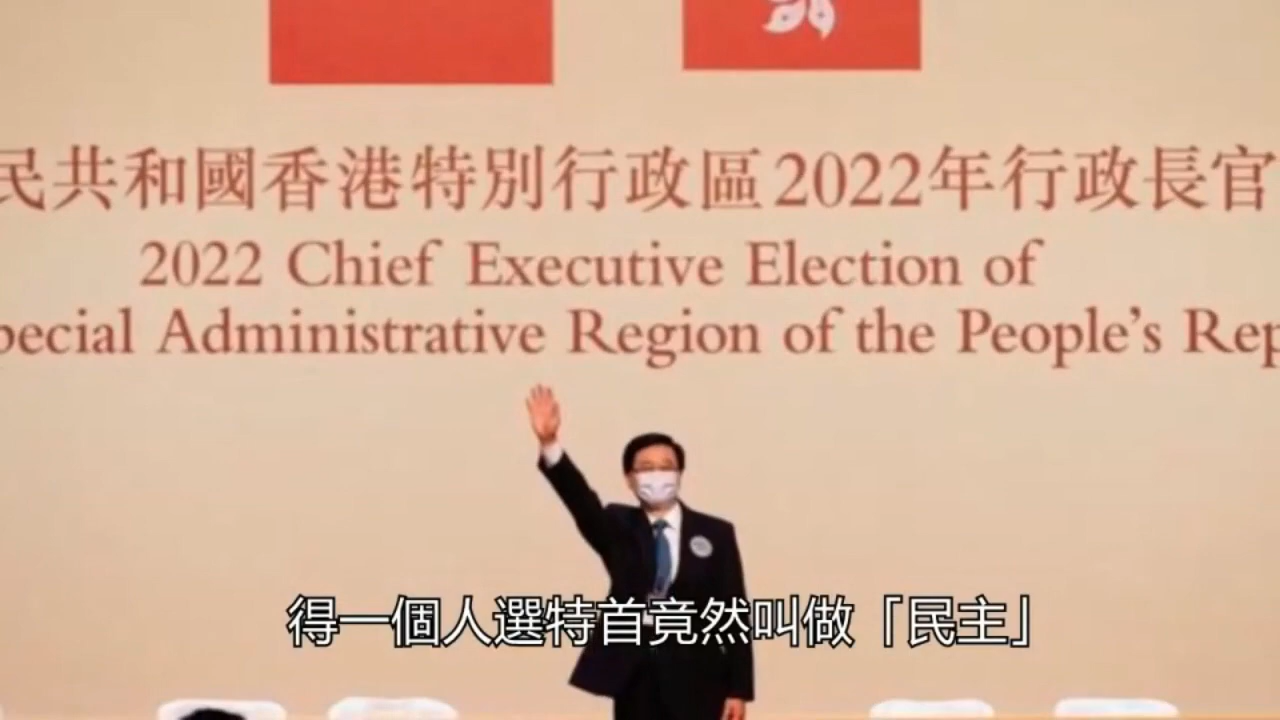 民共和國香港特別行政區2022年行政長官
2022 Chief Executive Election of
pecial Administrative Region of the People's Rep
得一個人選特首竟然叫做「民主」